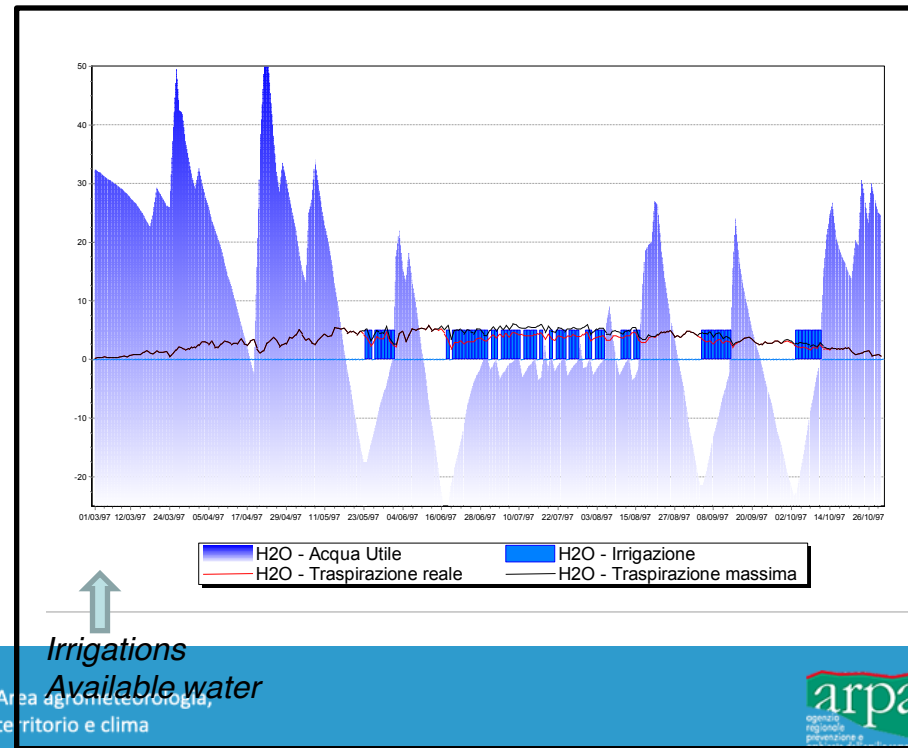 50
40
30
20
10
0
-10
-20
01/03/97 12/03/97 24/03/97 05/04/97 17/04/97 29/04/97 11/05/97 23/05/97 04/06/97 16/06/97 28/06/97 10/07/97 22/07/97 03/08/97 15/08/97 27/08/97 08/09/97 20/09/97 02/10/97 14/10/97 26/10/97
H2O - Acqua Utile H2O - Irrigazione
H2O - Traspirazione reale H2O - Traspirazione massima
Irrigations
Available water
Area agrometeorologia,
territorio e clima
arpa
agenzia
regionale
prevenzione e